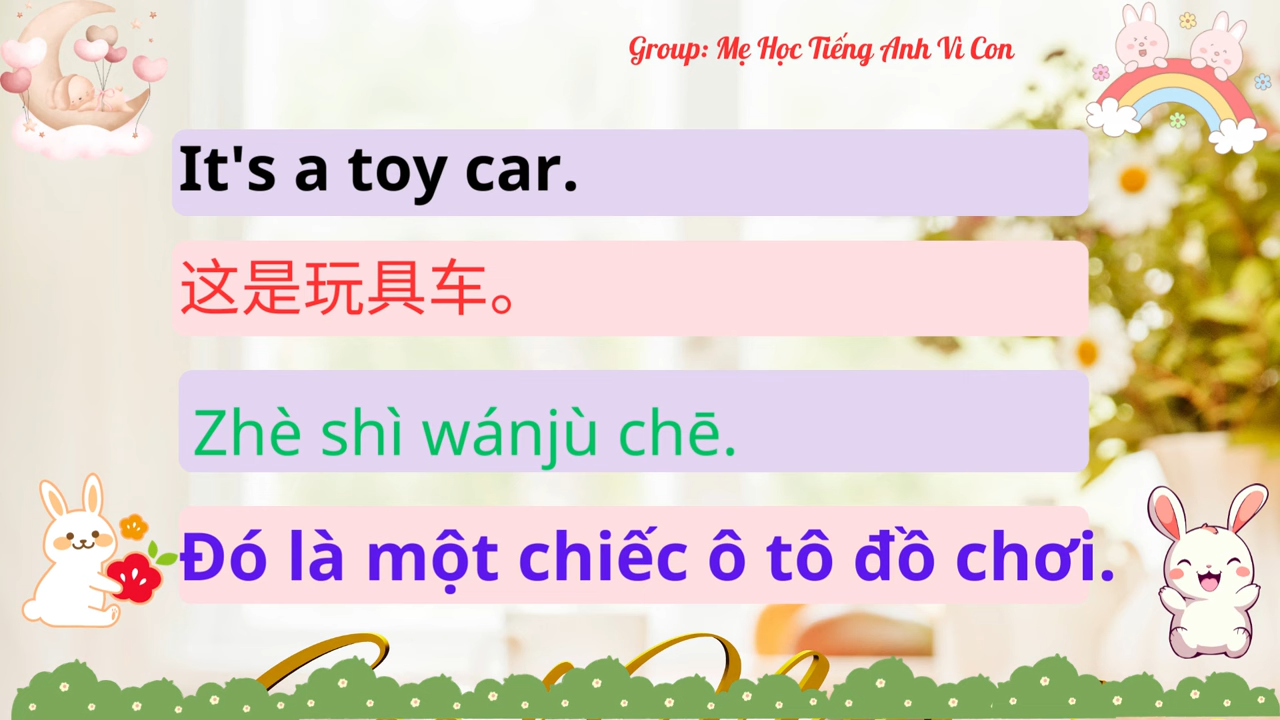 Group: Mẹ Học Tiếng Anh Vì Con
It's a toy car.
这是玩具车。
Zhè shì wánjù chē.
Đó là một chiếc ô tô đồ chơi.